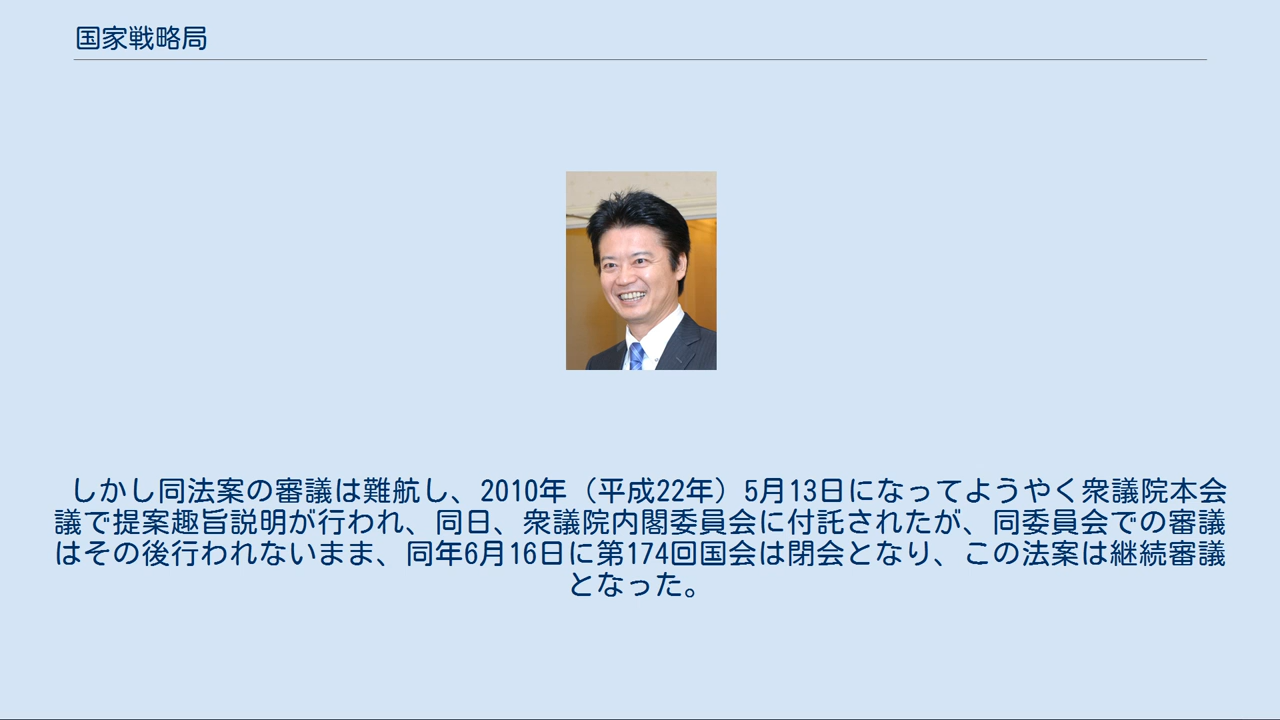 国家戦略局
しかし同法案の審議は難航し、2010年（平成22年）5月13日になってようやく衆議院本会
議で提案趣旨説明が行われ、同日、衆議院内閣委員会に付託されたが、同委員会での審議
はその後行われないまま、同年6月16日に第174回国会は閉会となり、この法案は継続審議
となった。